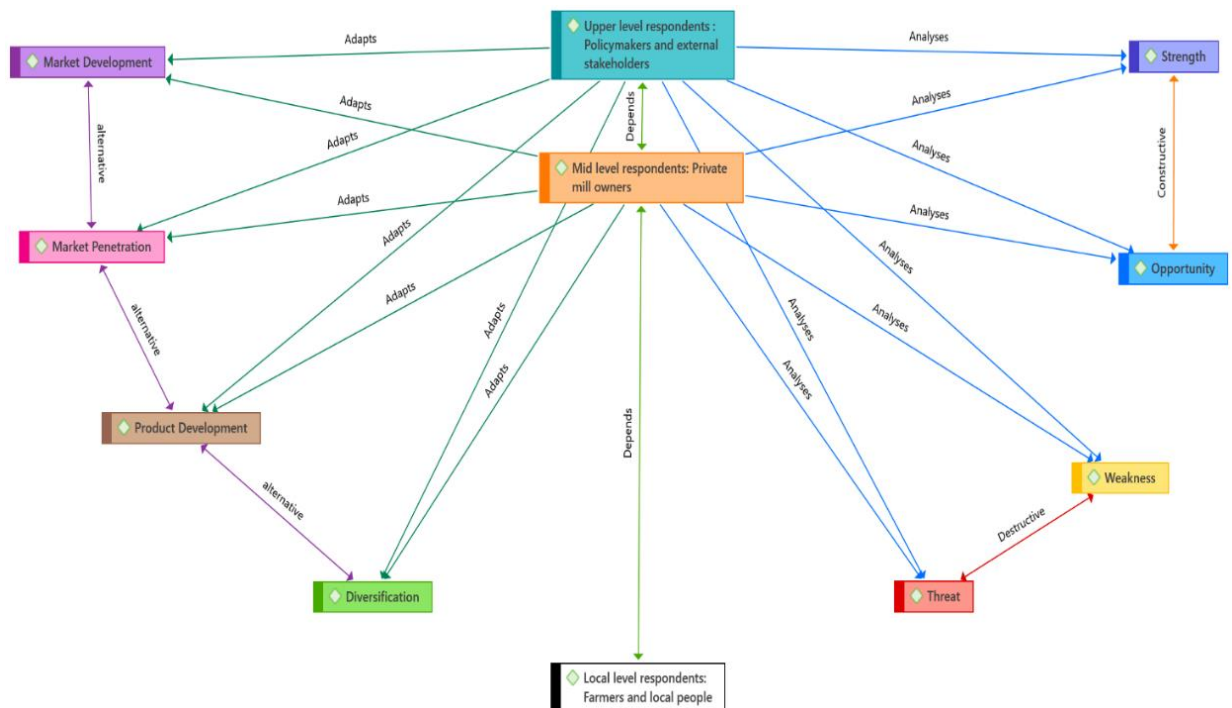 Upper level respondents :
Policymakers and external
stakeholders
Market Development
Adapts
Analyses
Strength
Adapts
Analyses
Depends
alternative
Adapts
Analyses
Constructive
Mid level respondents: Private
mill owners
Adapts
Analyses
Market Penetration
Adapts
Analyses
Opportunity
alternative
Adapts
Analyses
Adapts
Analyses
Adapts
Analyses
Product Development
Depends
Weakness
alternative
Destructive
Diversification
Threat
Local level respondents:
Farmers and local people